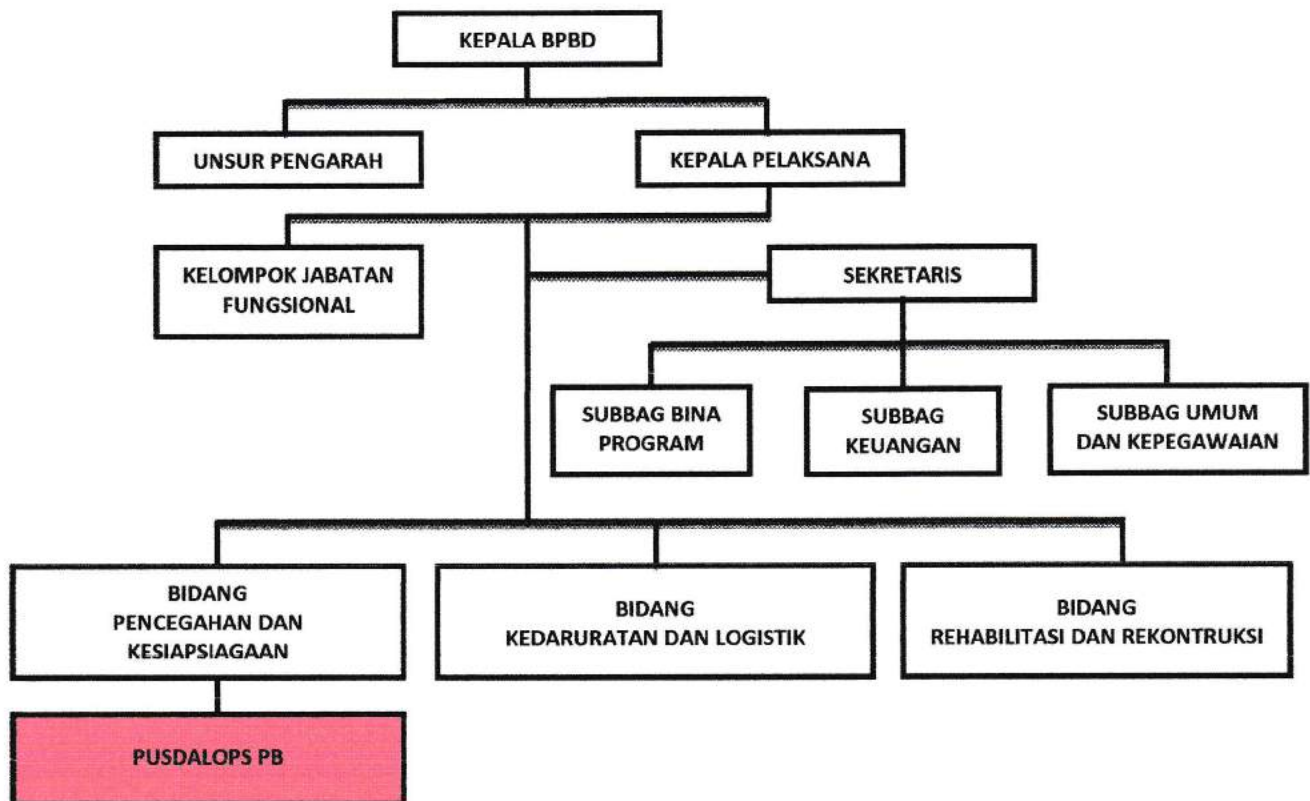 KEPALA BPBD
UNSUR PENGARAH
KEPALA PELAKSANA
KELOMPOK JABATAN
FUNGSIONAL
SEKRETARIS
SUBBAG BINA
PROGRAM
SUBBAG
KEUANGAN
SUBBAG UMUM
DAN KEPEGAWAIAN
BIDANG
PENCEGAHAN DAN
KESIAPSIAGAAN
BIDANG
KEDARURATAN DAN LOGISTIK
BIDANG
REHABILITASI DAN REKONTRUKSI
PUSDALOPS PB